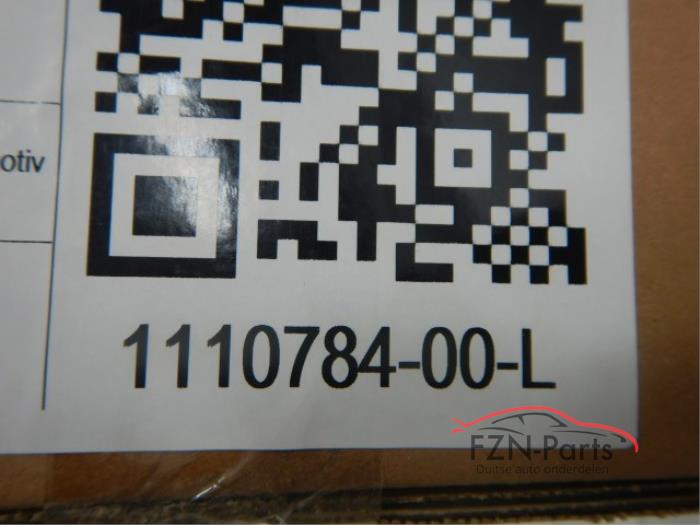 otiv
1110784-00-L
FZN-Parts
Duitse auto onderdelen